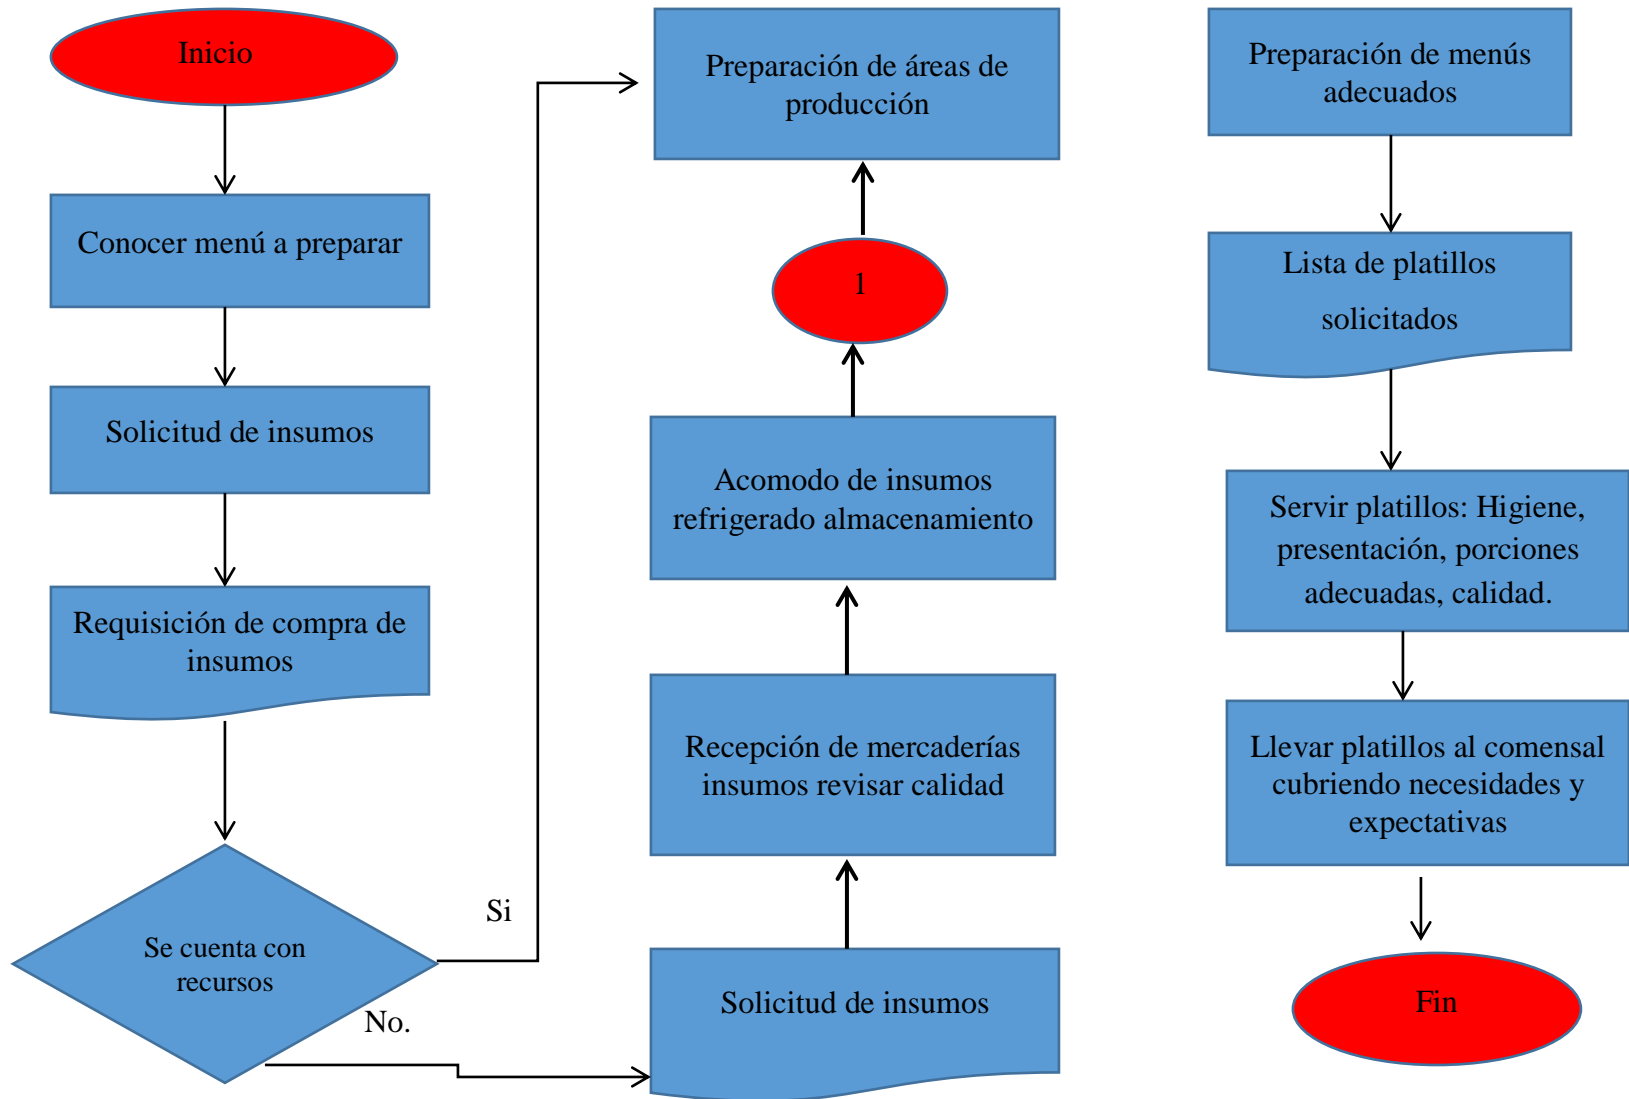 Inicio
Conocer menú a preparar
Solicitud de insumos
Requisición de compra de
insumos
Se cuenta con
recursos
Si
No.
Preparación de áreas de
producción
1
Acomodo de insumos
refrigerado almacenamiento
Recepción de mercaderías
insumos revisar calidad
Solicitud de insumos
Preparación de menús
adecuados
Lista de platillos
solicitados
Servir platillos: Higiene,
presentación, porciones
adecuadas, calidad.
Llevar platillos al comensal
cubriendo necesidades y
expectativas
Fin